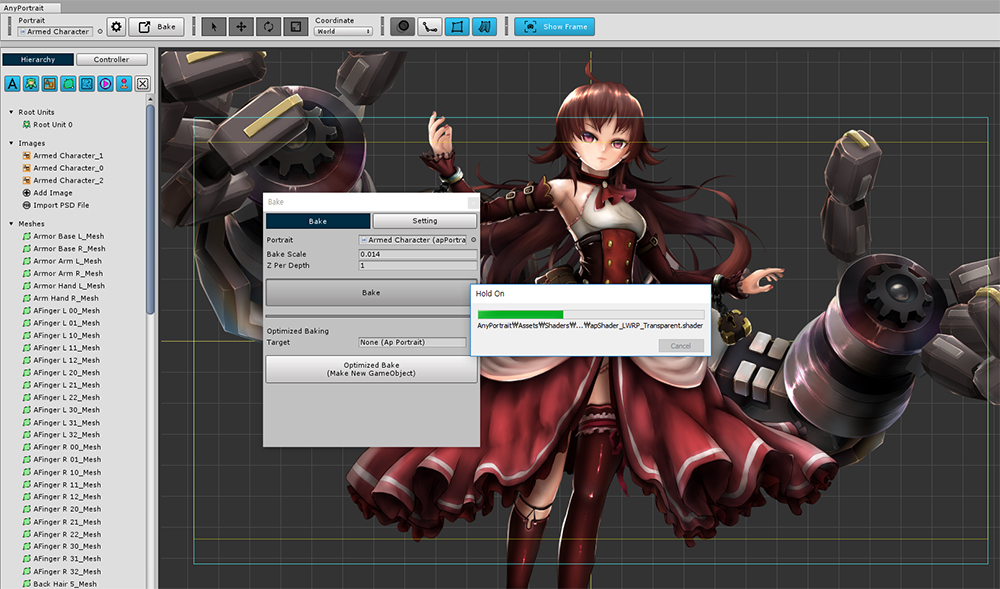 AnyPortrait
Portrait
Armed Character
Bake
Coordinate
World
Show Frame
Hierarchy
Controller
A
Root Units
Root Unit 0
Images
Armed Character_1
Armed Character_0
Armed Character_2
Add Image
Import PSD File
Meshes
Armor Base L_Mesh
Armor Base R_Mesh
Armor Arm L_Mesh
Armor Arm R_Mesh
Armor Hand L_Mesh
Arm Hand R_Mesh
AFinger L 00_Mesh
AFinger L 01_Mesh
AFinger L 10_Mesh
AFinger L 11_Mesh
AFinger L 12_Mesh
AFinger L 20_Mesh
AFinger L 21_Mesh
AFinger L 22_Mesh
AFinger L 30_Mesh
AFinger L 31_Mesh
AFinger L 32_Mesh
AFinger R 00_Mesh
AFinger R 01_Mesh
AFinger R 10_Mesh
AFinger R 11_Mesh
AFinger R 12_Mesh
AFinger R 20_Mesh
AFinger R 21_Mesh
AFinger R 22_Mesh
AFinger R 30_Mesh
AFinger R 31_Mesh
AFinger R 32_Mesh
Back Hair 5_Mesh
Bake
Bake
Setting
Portrait
Armed Character (apPortra
Bake Scale
0.014
Z Per Depth
1
Bake
Optimized Baking
Target
None (Ap Portrait)
Optimized Bake
(Make New GameObject)
Hold On
AnyPortrait₩Assets₩Shaders₩...₩apShader_LWRP_Transparent.shader
Cancel